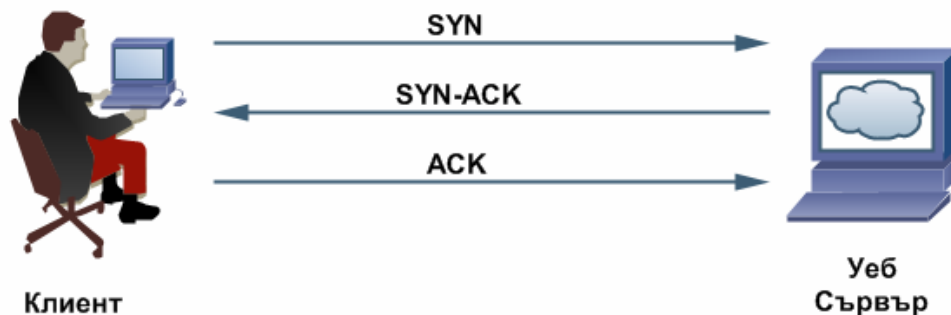 SYN
SYN-ACK
ACK
Клиент
Уеб
Сървър